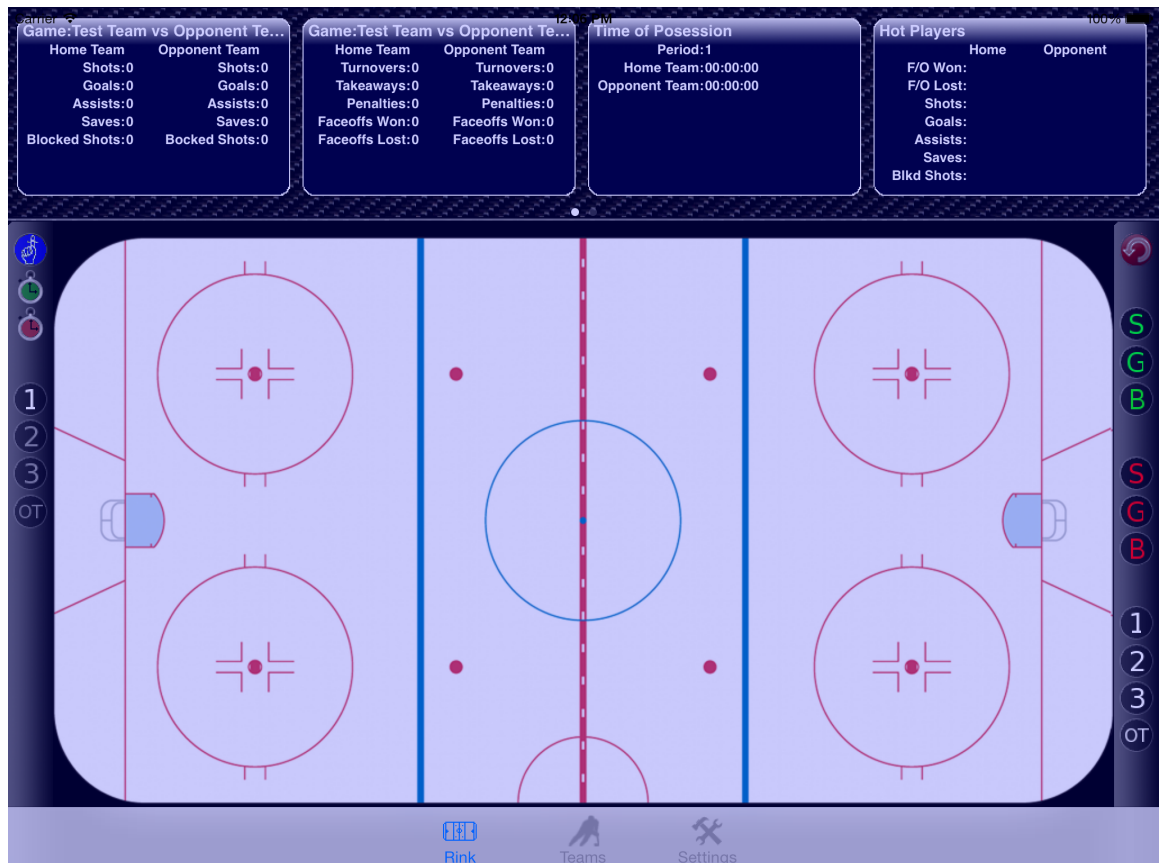 Carrier 100%
Game:Test Team vs Opponent Te...
Home Team Opponent Team
Shots:0 Shots:0
Goals:0 Goals:0
Assists:0 Assists:0
Saves:0 Saves:0
Blocked Shots:0 Bocked Shots:0
Game:Test Team vs Opponent Te...
Home Team Opponent Team
Turnovers:0 Turnovers:0
Takeaways:0 Takeaways:0
Penalties:0 Penalties:0
Faceoffs Won:0 Faceoffs Won:0
Faceoffs Lost:0 Faceoffs Lost:0
Time of Posession
Period:1
Home Team:00:00:00
Opponent Team:00:00:00
Hot Players
Home Opponent
F/O Won:
F/O Lost:
Shots:
Goals:
Assists:
Saves:
Blkd Shots:
1
2
3
OT
S
G
B
S
G
B
1
2
3
OT
Rink Teams Settings